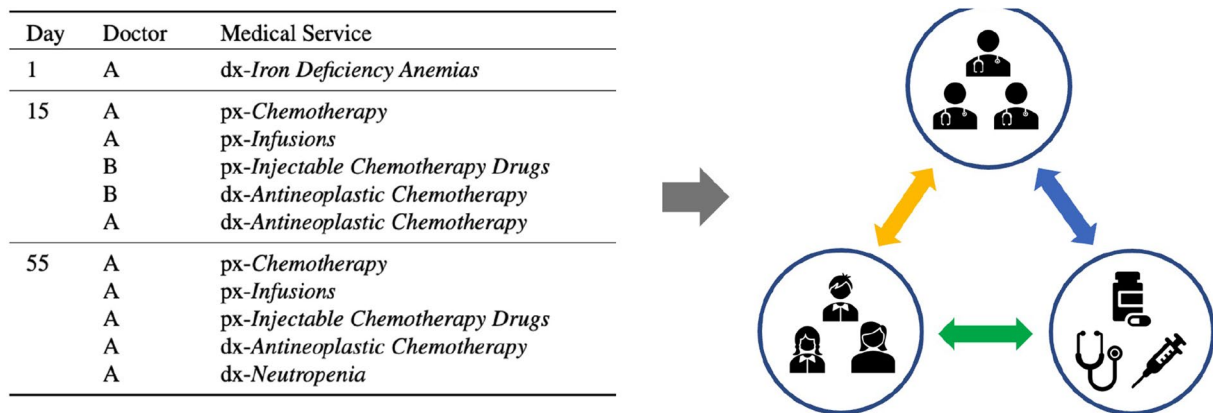 Day Doctor Medical Service
1 A dx-Iron Deficiency Anemias
15 A px-Chemotherapy
A px-Infusions
B px-Injectable Chemotherapy Drugs
B dx-Antineoplastic Chemotherapy
A dx-Antineoplastic Chemotherapy
55 A px-Chemotherapy
A px-Infusions
A px-Injectable Chemotherapy Drugs
A dx-Antineoplastic Chemotherapy
A dx-Neutropenia